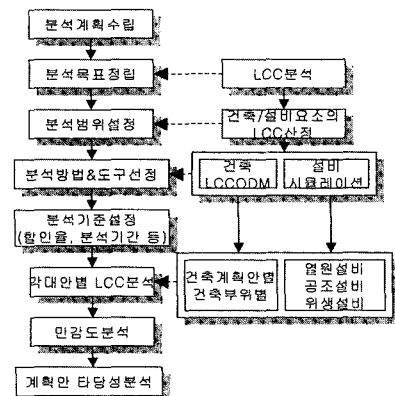 분석계획수립
분석목표정립
LCC분석
분석범위설정
건축/설비요소의
LCC산정
분석방법&도구선정
건축
LCCODM
설비
시뮬레이션
분석기준설정
(할인율, 분석기간 등)
각대안별 LCC분석
건축계획안별
건축부위별
열원설비
공조설비
위생설비
민감도분석
계획안 타당성분석